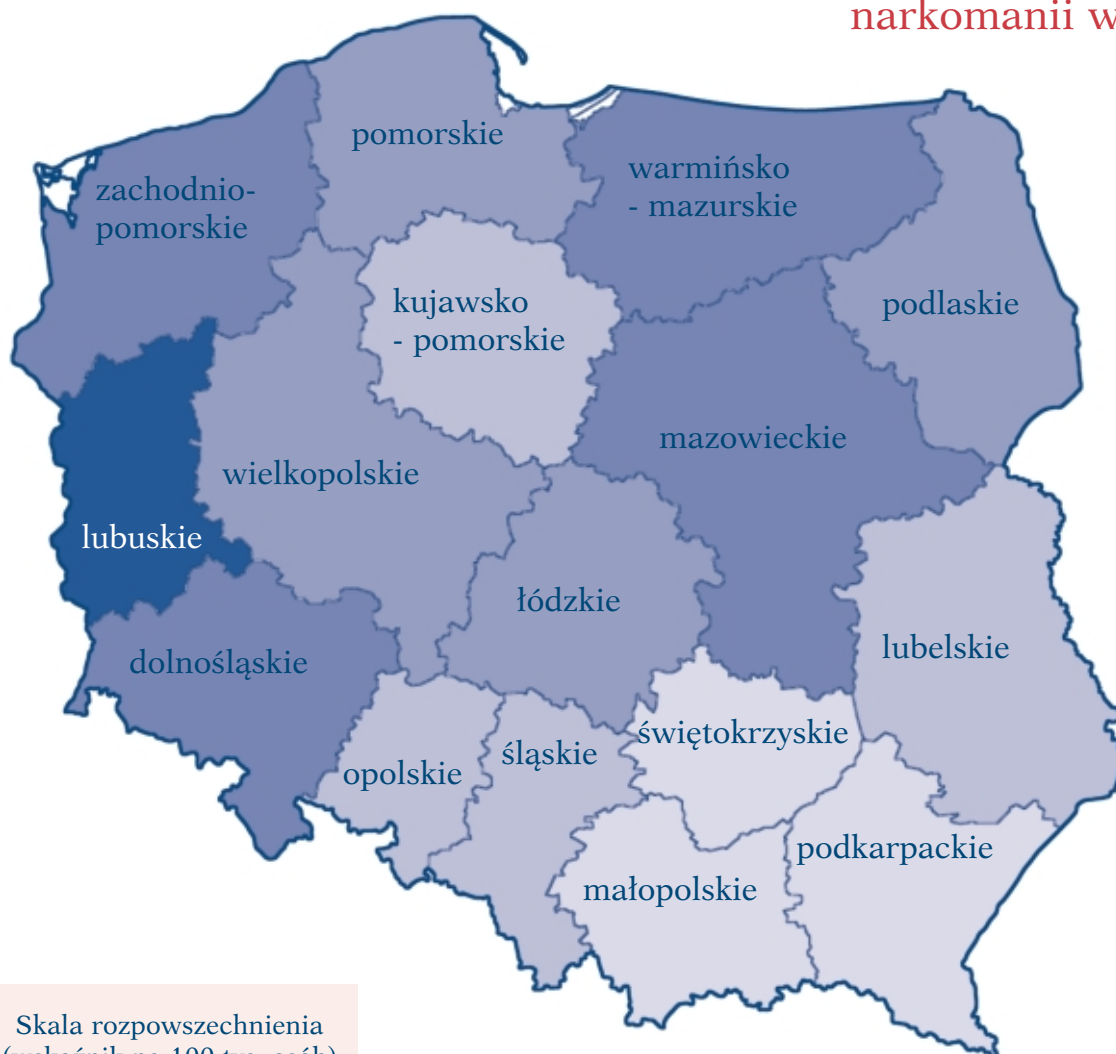 narkomanii w
pomorskie
warmińsko
- mazurskie
zachodnio-
pomorskie
kujawsko
- pomorskie
podlaskie
mazowieckie
wielkopolskie
lubuskie
łódzkie
lubelskie
dolnośląskie
świętokrzyskie
śląskie
opolskie
podkarpackie
małopolskie
Skala rozpowszechnienia